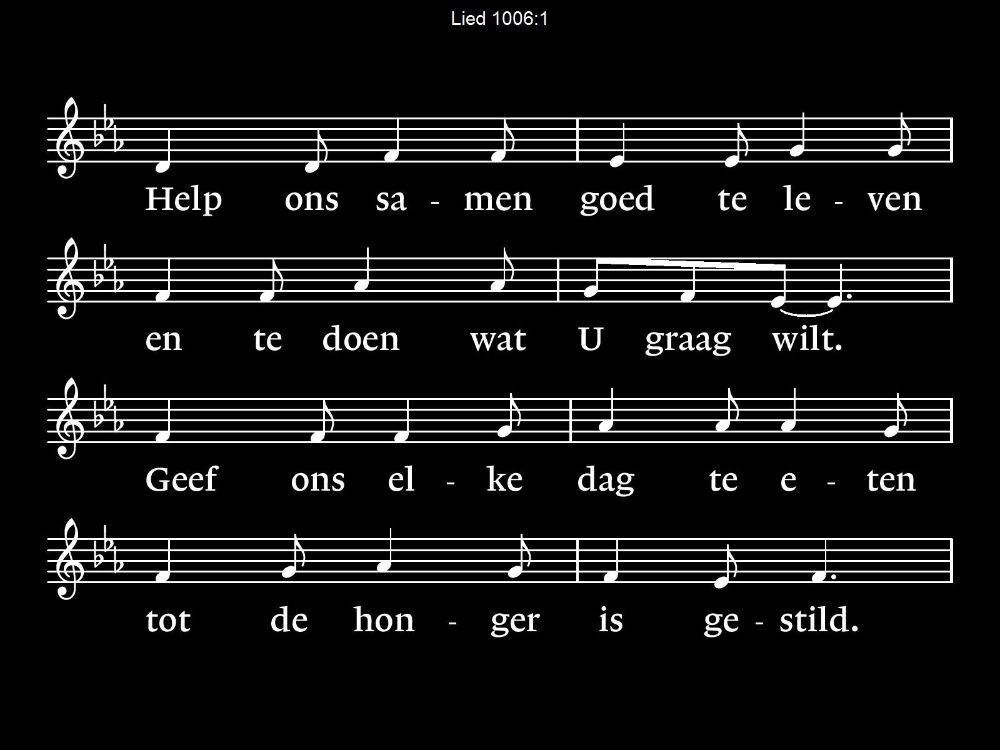 Lied 1006:1
Help ons sa - men goed te le - ven
en te doen wat U graag wilt.
Geef ons el - ke dag te e - ten
tot de hon - ger is ge - stild.